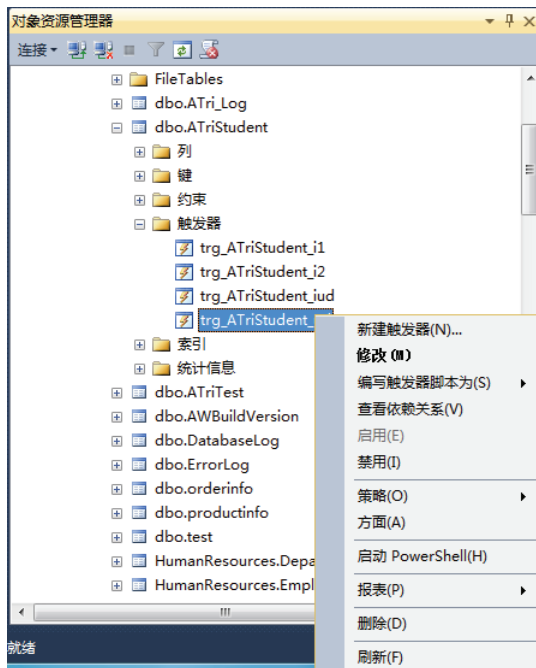 对象资源管理器
连接
FileTables
dbo.ATri_Log
dbo.ATriStudent
列
键
约束
触发器
trg_ATriStudent_i1
trg_ATriStudent_i2
trg_ATriStudent_iud
trg_ATriStudent_
索引
统计信息
dbo.ATriTest
dbo.AWBuildVersion
dbo.DatabaseLog
dbo.ErrorLog
dbo.orderinfo
dbo.productinfo
dbo.test
HumanResources.Depa
HumanResources.Empl
就绪
新建触发器(N)...
修改(M)
编写触发器脚本为(S)
查看依赖关系(V)
启用(E)
禁用(I)
策略(O)
方面(A)
启动 PowerShell(H)
报表(P)
删除(D)
刷新(F)